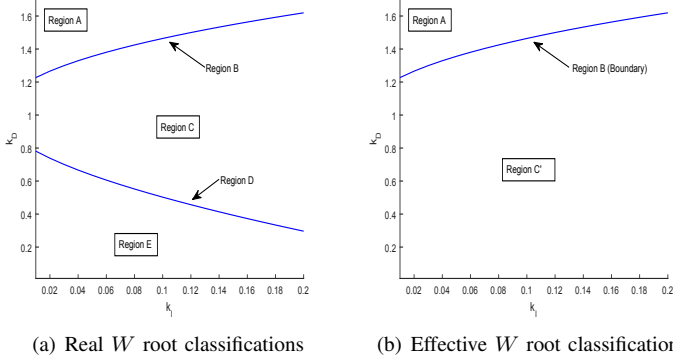 1.6
1.4
1.2
1
0.8
0.6
0.4
0.2
k_D
0.02 0.04 0.06 0.08 0.1 0.12 0.14 0.16 0.18 0.2
k_I
Region A
Region B
Region C
Region D
Region E
(a) Real W root classifications
1.6
1.4
1.2
1
0.8
0.6
0.4
0.2
k_D
0.02 0.04 0.06 0.08 0.1 0.12 0.14 0.16 0.18 0.2
k_I
Region A
Region B (Boundary)
Region C'
(b) Effective W root classification